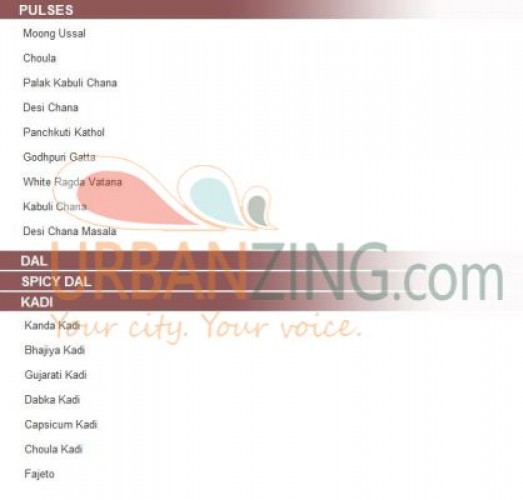 PULSES
Moong Ussal
Choula
Palak Kabuli Chana
Desi Chana
Panchkuti Kathol
Godhpuri Gatta
White Ragda Vatana
Kabuli Chana
Desi Chana Masala
DAL
SPICY DAL
KADI
Kanda Kadi
Bhajiya Kadi
Gujarati Kadi
Dabka Kadi
Capsicum Kadi
Choula Kadi
Fajeto
URBANZING.com
Your city. Your voice.